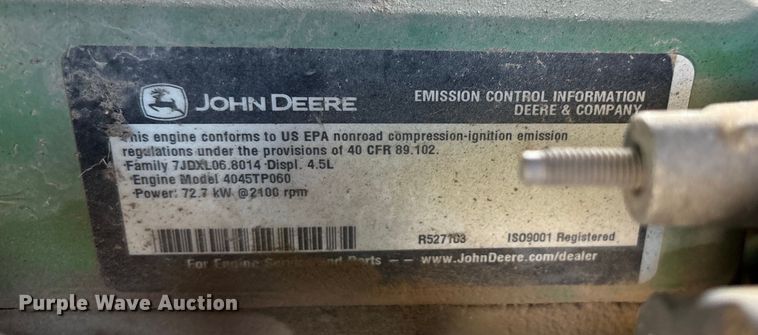 JOHN DEERE
EMISSION CONTROL INFORMATION
DEERE & COMPANY
This engine conforms to US EPA nonroad compression-ignition emission
regulations under the provisions of 40 CFR 89.102.
Family 7JDXL06.8014 Displ. 4.5L
Engine Model 4045TP060
Power: 72.7 kW @2100 rpm
R527103 ISO9001 Registered
For Engine Service and Parts – – www.JohnDeere.com/dealer
Purple Wave Auction